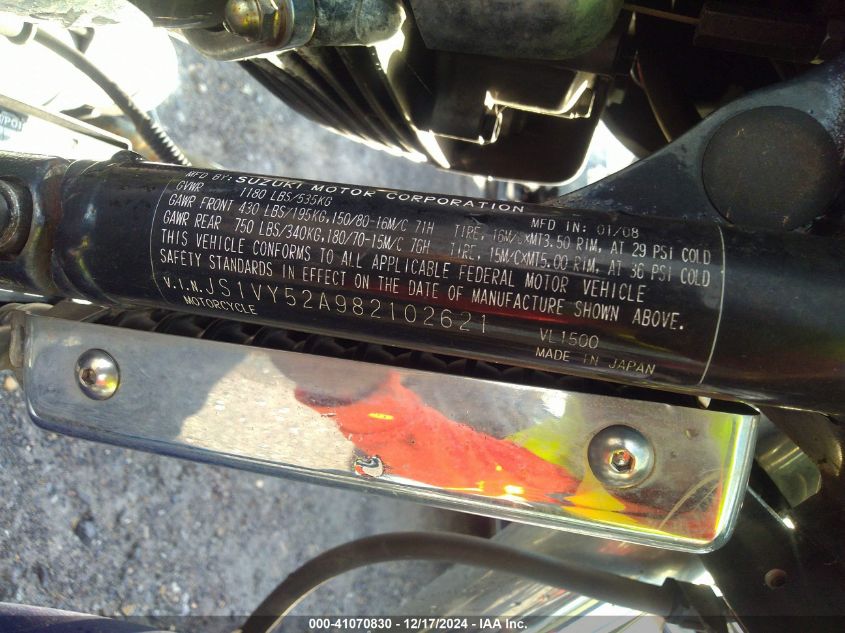 MFD BY: SUZUKI MOTOR CORPORATION
GVWR 1180 LBS/535KG MFD IN: 01/08
GAWR FRONT 430 LBS/195KG,150/80-16M/C 71H TIRE, 16M/CXMT3.50 RIM, AT 29 PSI COLD
GAWR REAR 750 LBS/340KG,180/70-15M/C 76H TIRE, 15M/CXMT5.00 RIM, AT 36 PSI COLD
THIS VEHICLE CONFORMS TO ALL APPLICABLE FEDERAL MOTOR VEHICLE
SAFETY STANDARDS IN EFFECT ON THE DATE OF MANUFACTURE SHOWN ABOVE.
V.I.N.JS1VY52A982102621 VL1500
MOTORCYCLE MADE IN JAPAN
000-41070830 - 12/17/2024 - IAA Inc.